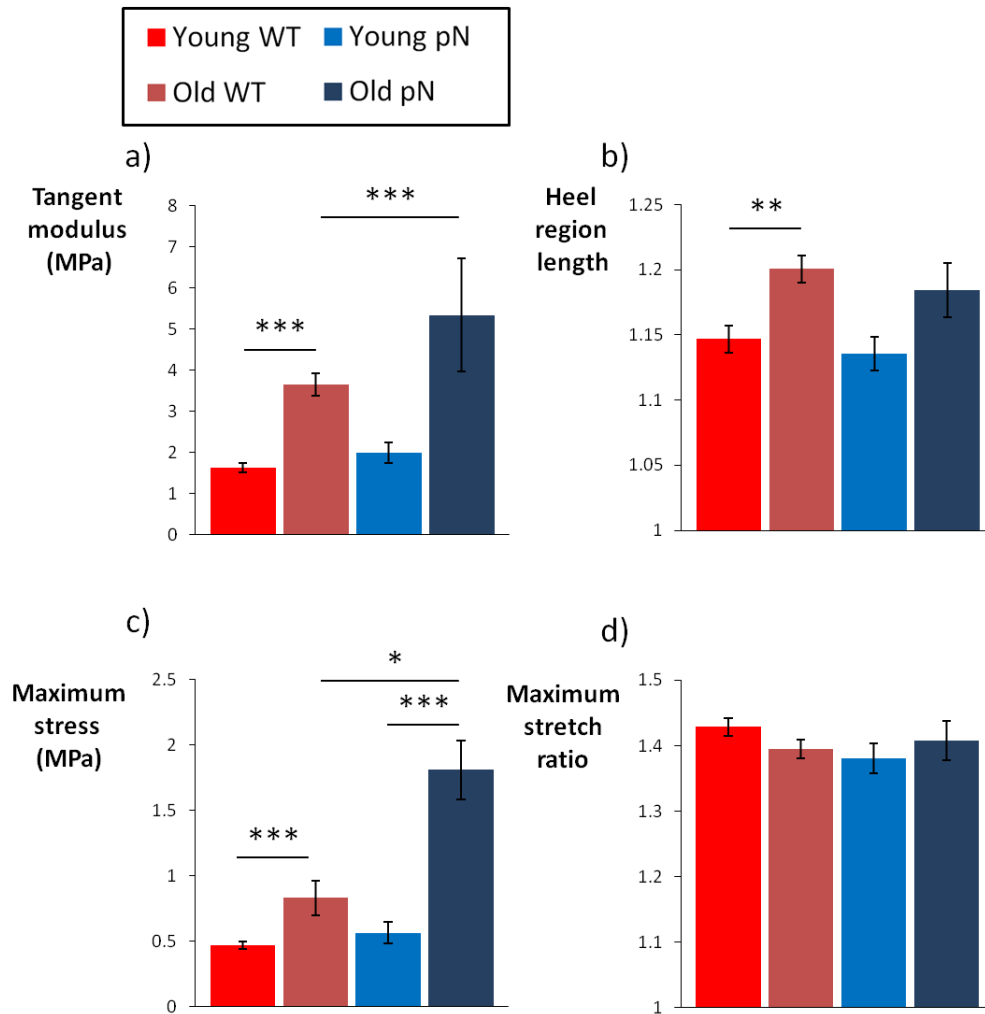 Young WT Young pN
Old WT Old pN
a)
Tangent
modulus
(MPa)
8
7
6
5
4
3
2
1
0
***
***
b)
Heel
region
length
1.25
1.2
1.15
1.1
1.05
1
**
c)
Maximum
stress
(MPa)
2.5
2
1.5
1
0.5
0
*
***
***
d)
Maximum
stretch
ratio
1.5
1.4
1.3
1.2
1.1
1